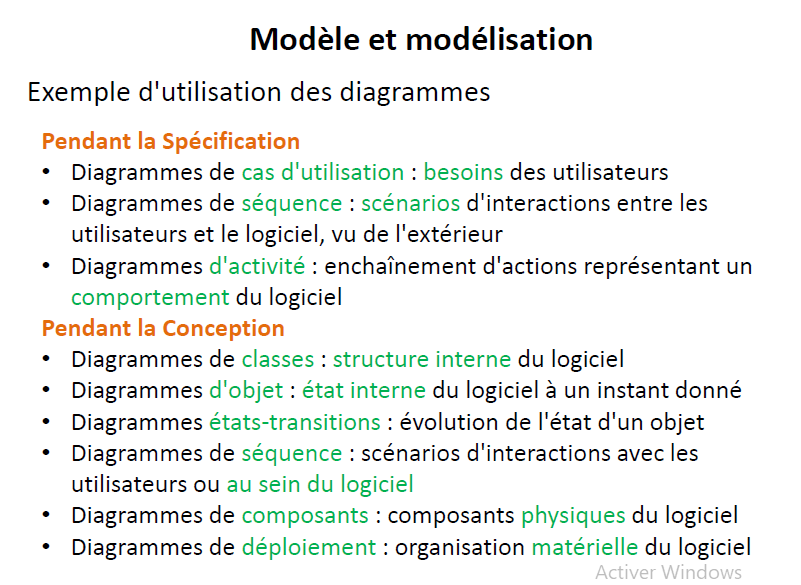 Modèle et modélisation
Exemple d'utilisation des diagrammes
Pendant la Spécification
• Diagrammes de cas d'utilisation : besoins des utilisateurs
• Diagrammes de séquence : scénarios d'interactions entre les
utilisateurs et le logiciel, vu de l'extérieur
• Diagrammes d'activité : enchaînement d'actions représentant un
comportement du logiciel
Pendant la Conception
• Diagrammes de classes : structure interne du logiciel
• Diagrammes d'objet : état interne du logiciel à un instant donné
• Diagrammes états-transitions : évolution de l'état d'un objet
• Diagrammes de séquence : scénarios d'interactions avec les
utilisateurs ou au sein du logiciel
• Diagrammes de composants : composants physiques du logiciel
• Diagrammes de déploiement : organisation matérielle du logiciel
Activer Windows